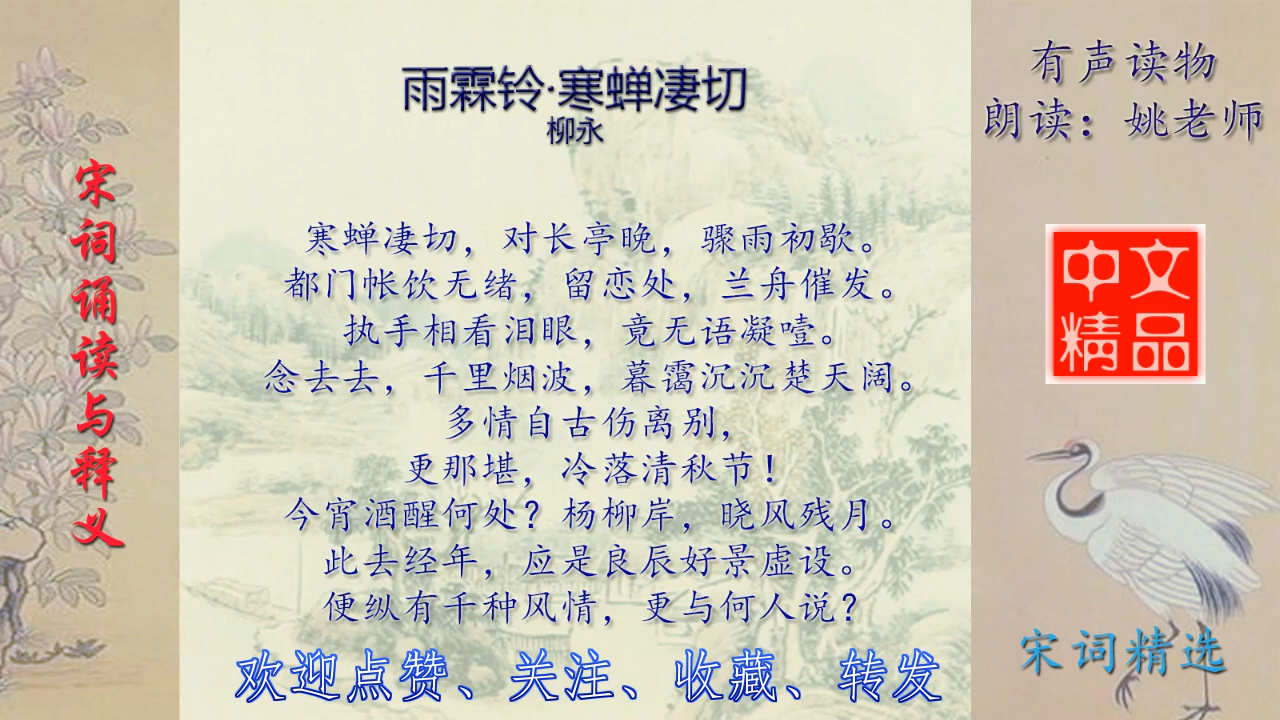 雨霖铃·寒蝉凄切
柳永
寒蝉凄切，对长亭晚，骤雨初歇。
都门帐饮无绪，留恋处，兰舟催发。
执手相看泪眼，竟无语凝噎。
念去去，千里烟波，暮霭沉沉楚天阔。
多情自古伤离别，
更那堪，冷落清秋节！
今宵酒醒何处？杨柳岸，晓风残月。
此去经年，应是良辰好景虚设。
便纵有千种风情，更与何人说？
欢迎点赞、关注、收藏、转发
宋词诵读与释义
有声读物
朗读：姚老师
中文
精品
宋词精选